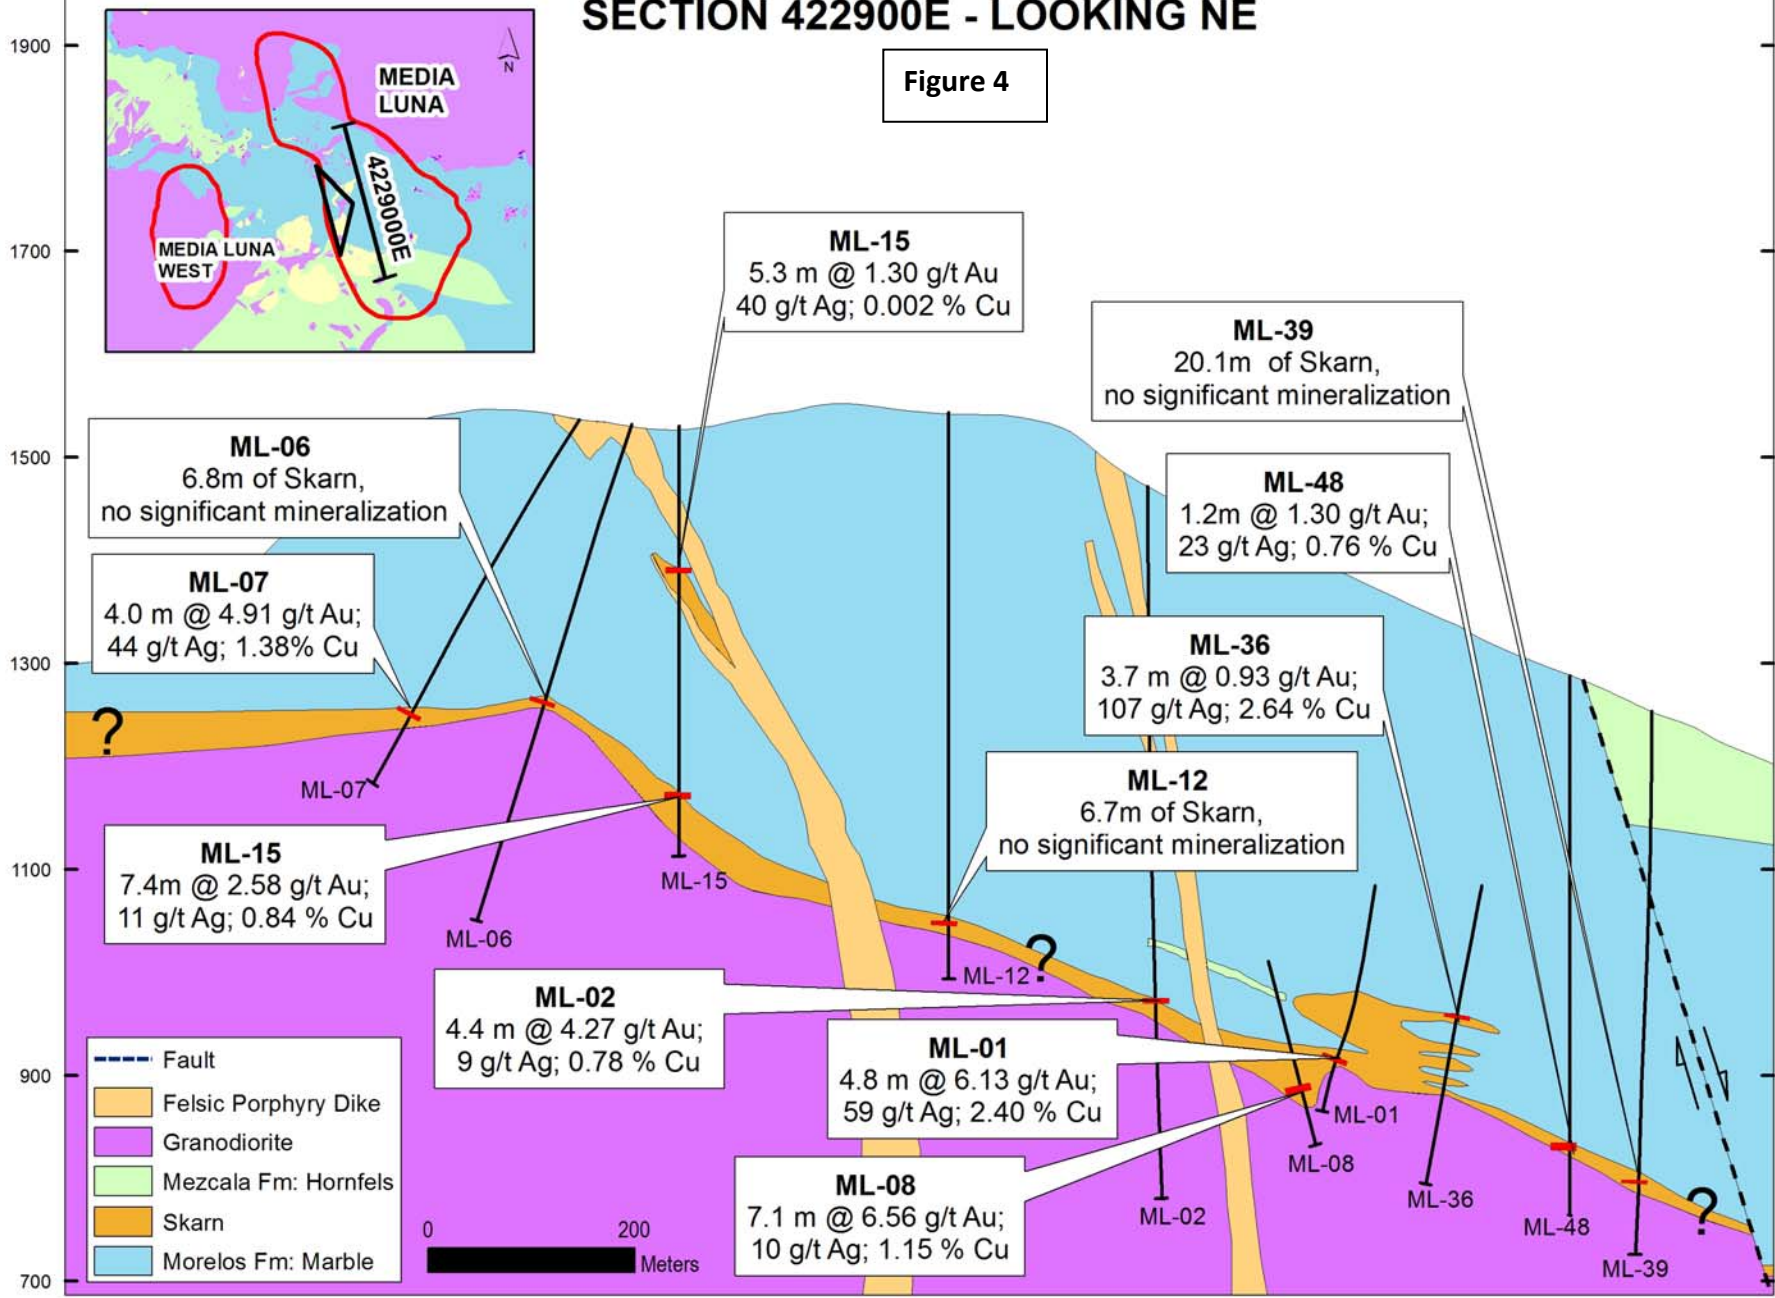 SECTION 422900E - LOOKING NE
Figure 4
1900
1700
1500
1300
1100
900
700
MEDIA
LUNA
N
4229000E
MEDIA LUNA
WEST
ML-15
5.3 m @ 1.30 g/t Au
40 g/t Ag; 0.002 % Cu
ML-39
20.1m of Skarn,
no significant mineralization
ML-06
6.8m of Skarn,
no significant mineralization
ML-48
1.2m @ 1.30 g/t Au;
23 g/t Ag; 0.76 % Cu
ML-07
4.0 m @ 4.91 g/t Au;
44 g/t Ag; 1.38% Cu
ML-36
3.7 m @ 0.93 g/t Au;
107 g/t Ag; 2.64 % Cu
?
ML-07
ML-12
6.7m of Skarn,
no significant mineralization
ML-15
7.4m @ 2.58 g/t Au;
11 g/t Ag; 0.84 % Cu
ML-15
ML-06
ML-12
?
ML-02
4.4 m @ 4.27 g/t Au;
9 g/t Ag; 0.78 % Cu
ML-01
4.8 m @ 6.13 g/t Au;
59 g/t Ag; 2.40 % Cu
ML-01
ML-08
ML-36
ML-02
ML-48
?
ML-39
ML-08
7.1 m @ 6.56 g/t Au;
10 g/t Ag; 1.15 % Cu
Fault
Felsic Porphyry Dike
Granodiorite
Mezcala Fm: Hornfels
Skarn
Morelos Fm: Marble
0 200
Meters